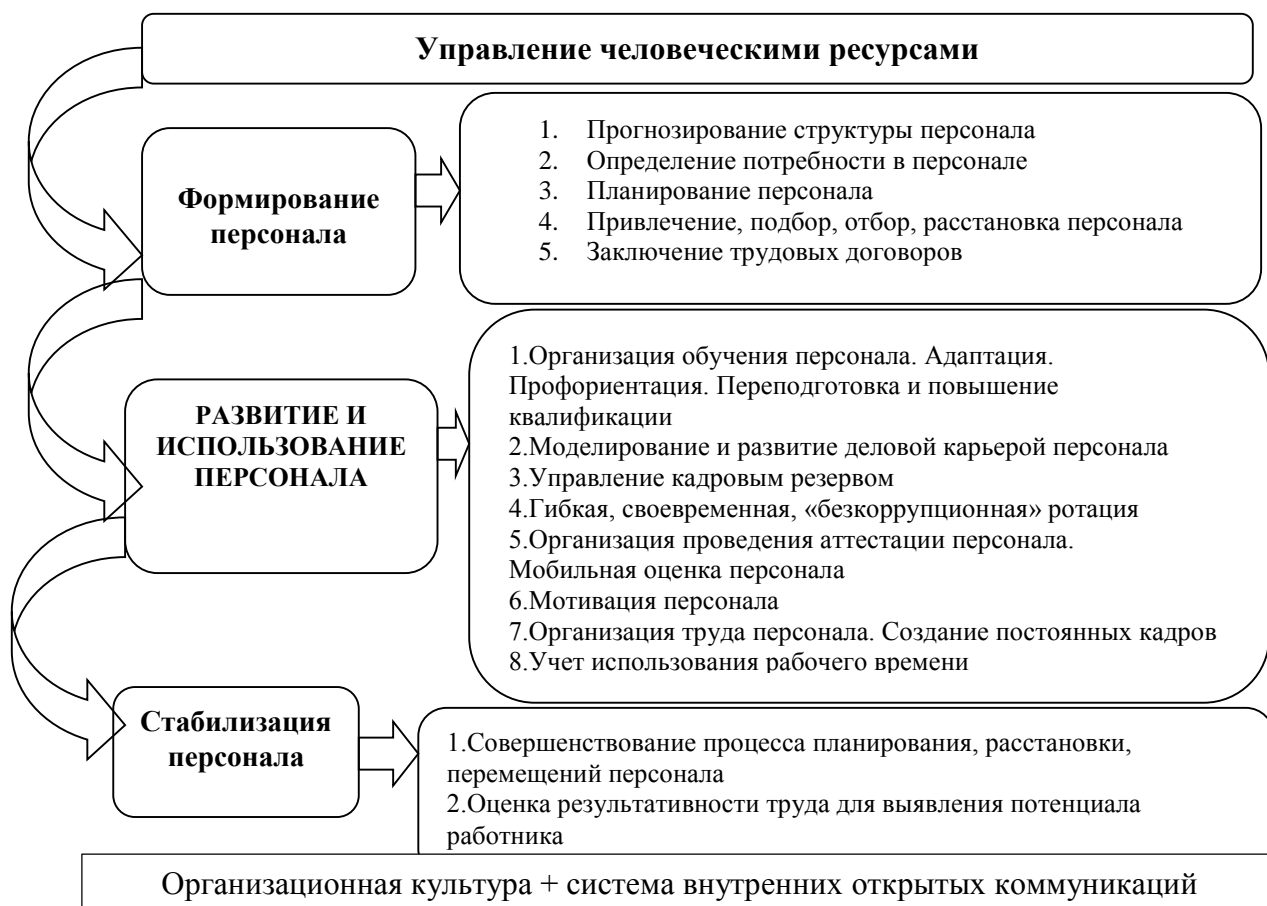 Управление человеческими ресурсами
Формирование
персонала
1. Прогнозирование структуры персонала
2. Определение потребности в персонале
3. Планирование персонала
4. Привлечение, подбор, отбор, расстановка персонала
5. Заключение трудовых договоров
РАЗВИТИЕ И
ИСПОЛЬЗОВАНИЕ
ПЕРСОНАЛА
1.Организация обучения персонала. Адаптация.
Профориентация. Переподготовка и повышение
квалификации
2.Моделирование и развитие деловой карьерой персонала
3.Управление кадровым резервом
4.Гибкая, своевременная, «безкоррупционная» ротация
5.Организация проведения аттестации персонала.
Мобильная оценка персонала
6.Мотивация персонала
7.Организация труда персонала. Создание постоянных кадров
8.Учет использования рабочего времени
Стабилизация
персонала
1.Совершенствование процесса планирования, расстановки,
перемещений персонала
2.Оценка результативности труда для выявления потенциала
работника
Организационная культура + система внутренних открытых коммуникаций